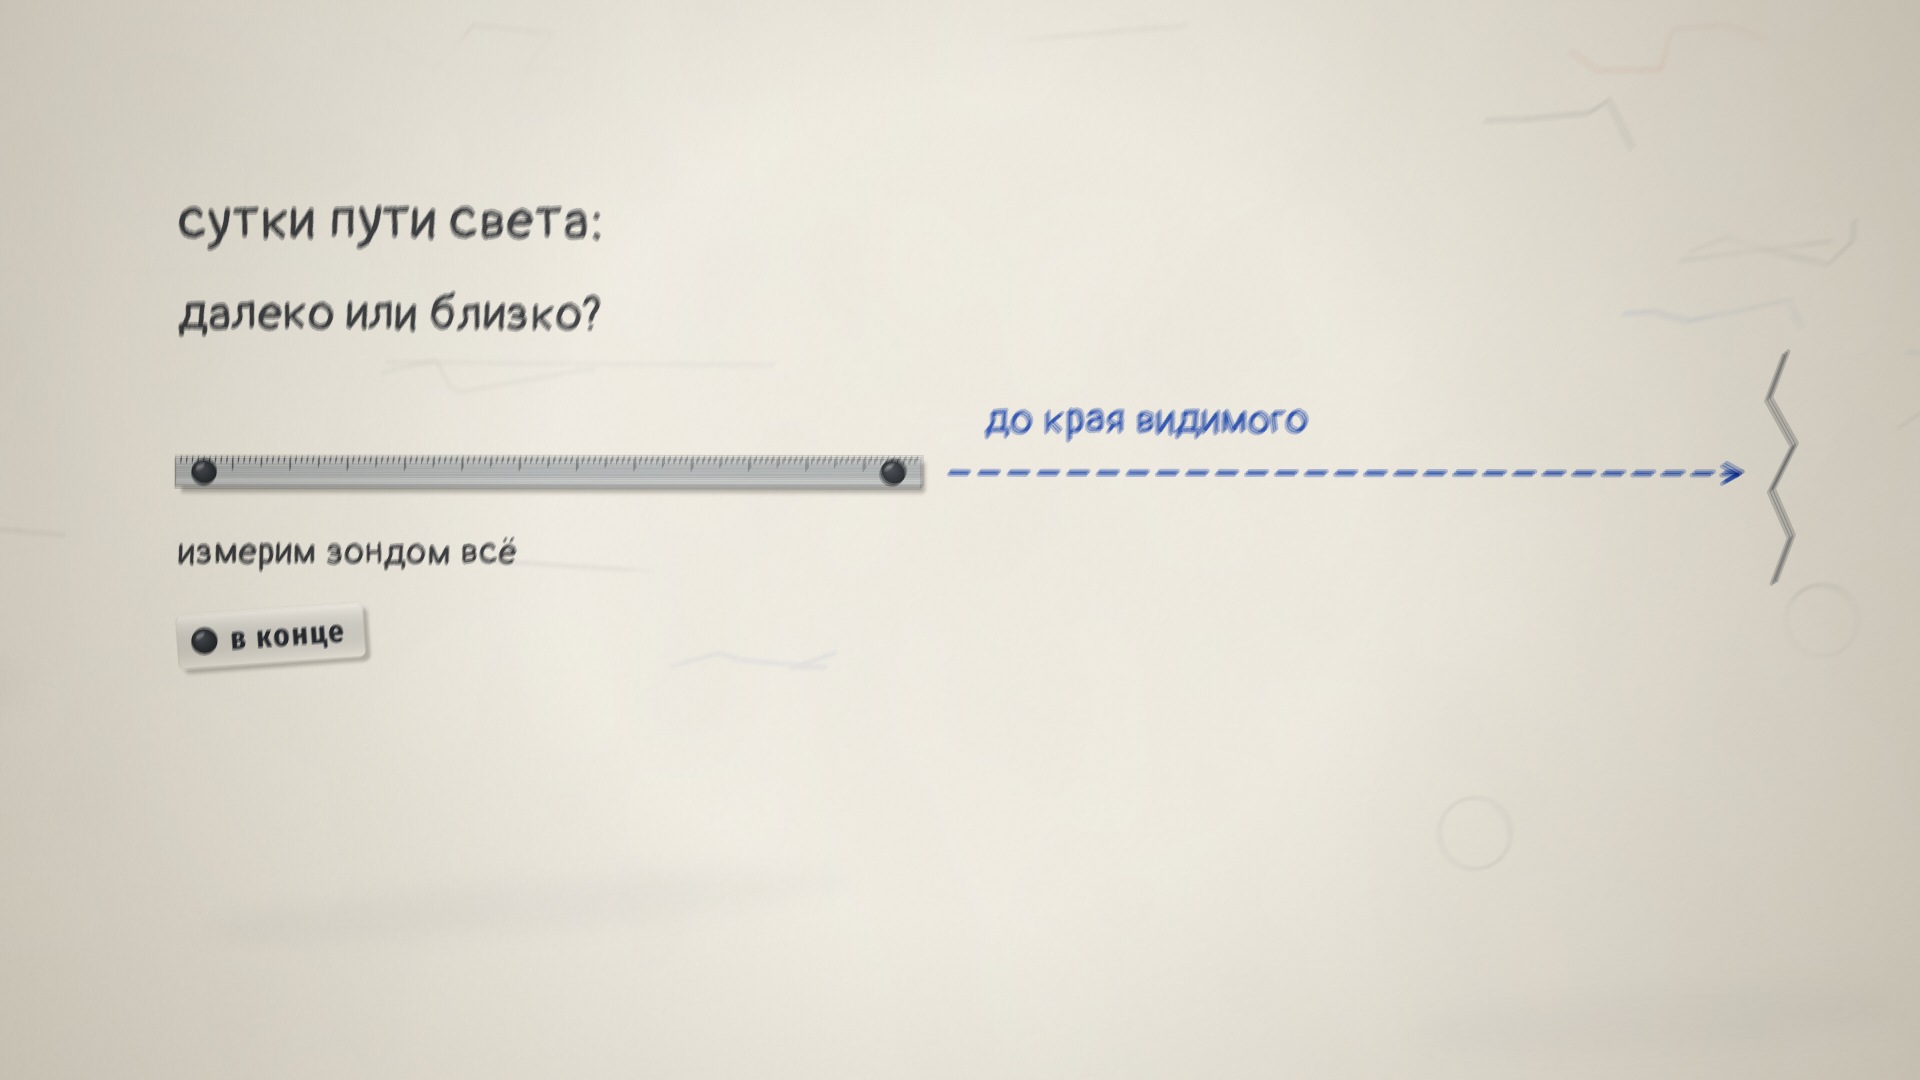 сутки пути света:
далеко или близко?
до края видимого
измерим зондом всё
в конце